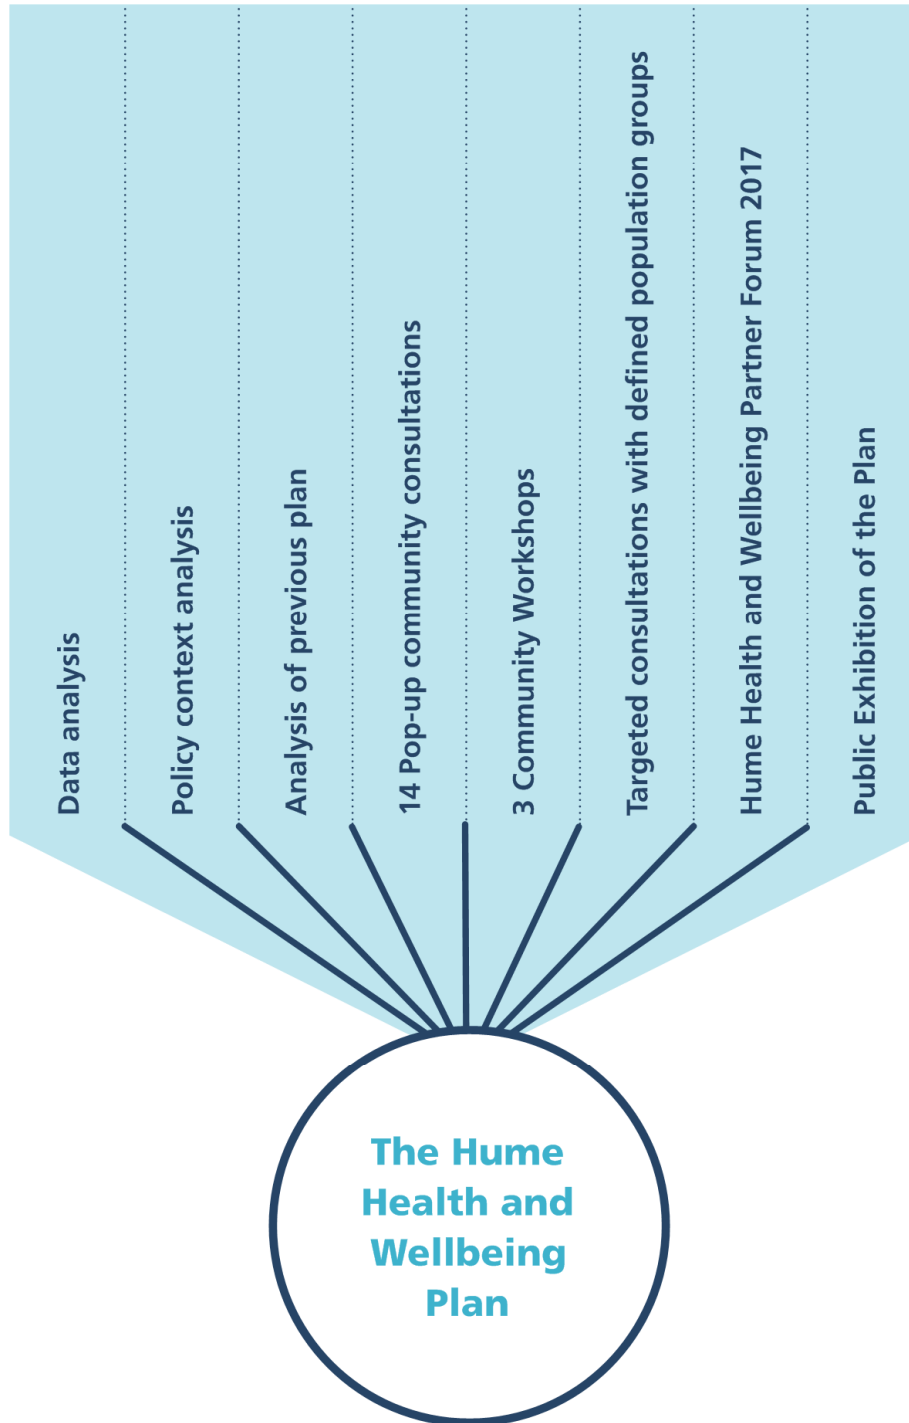 Data analysis
Policy context analysis
Analysis of previous plan
14 Pop-up community consultations
3 Community Workshops
Targeted consultations with defined population groups
Hume Health and Wellbeing Partner Forum 2017
Public Exhibition of the Plan
The Hume
Health and
Wellbeing
Plan